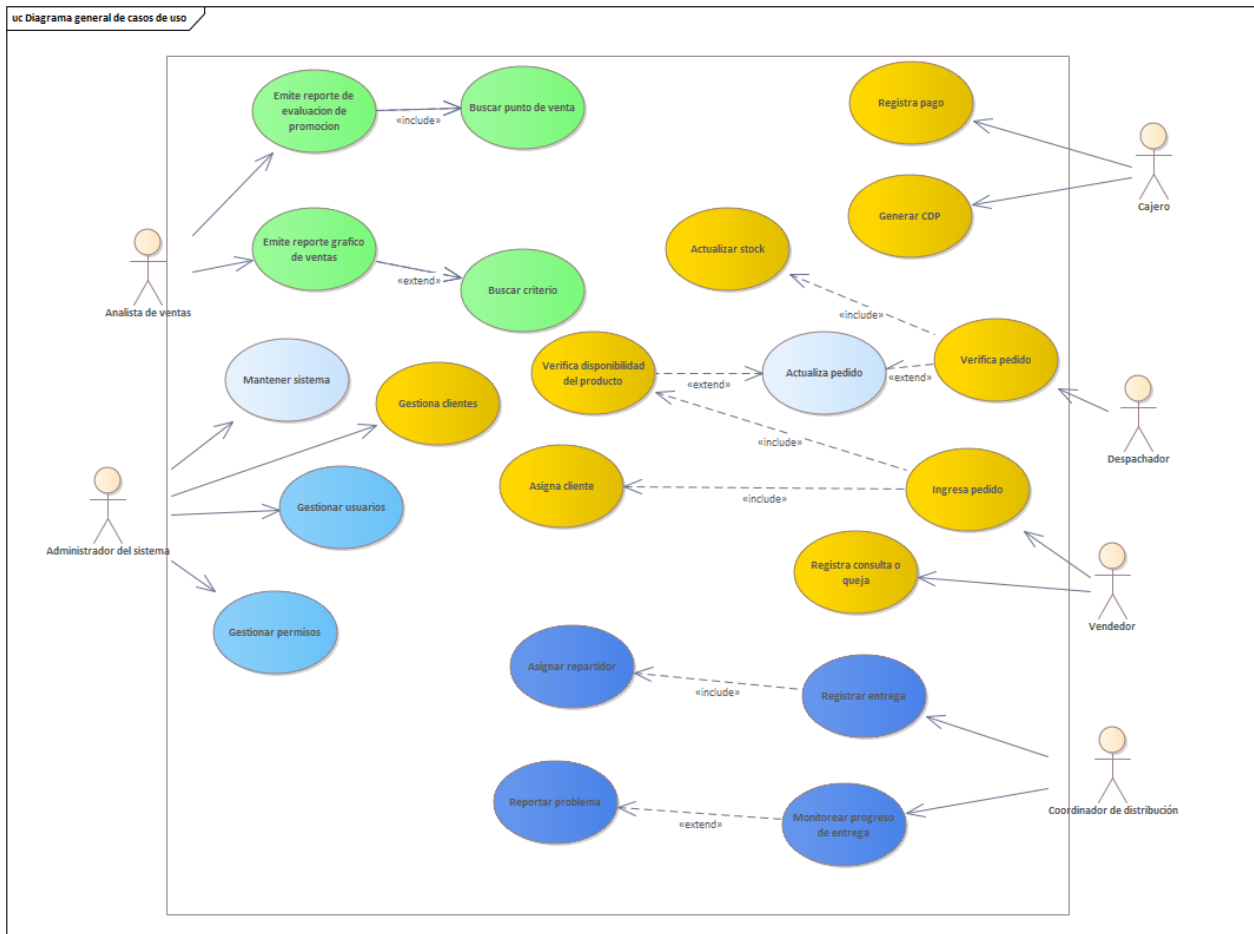 uc Diagrama general de casos de uso
Emite reporte de
evaluacion de
promocion
«include»
Buscar punto de venta
Registra pago
Cajero
Generar CDP
Emite reporte grafico
de ventas
«extend»
Buscar criterio
Actualizar stock
Analista de ventas
«include»
Verifica disponibilidad
del producto
«extend»
Actualiza pedido
«extend»
Verifica pedido
Mantener sistema
Gestiona clientes
Despachador
«include»
Asigna cliente
«include»
Ingresa pedido
Gestionar usuarios
Administrador del sistema
Registra consulta o
queja
Vendedor
Gestionar permisos
Asignar repartidor
«include»
Registrar entrega
Reportar problema
«extend»
Monitorear progreso
de entrega
Coordinador de distribución